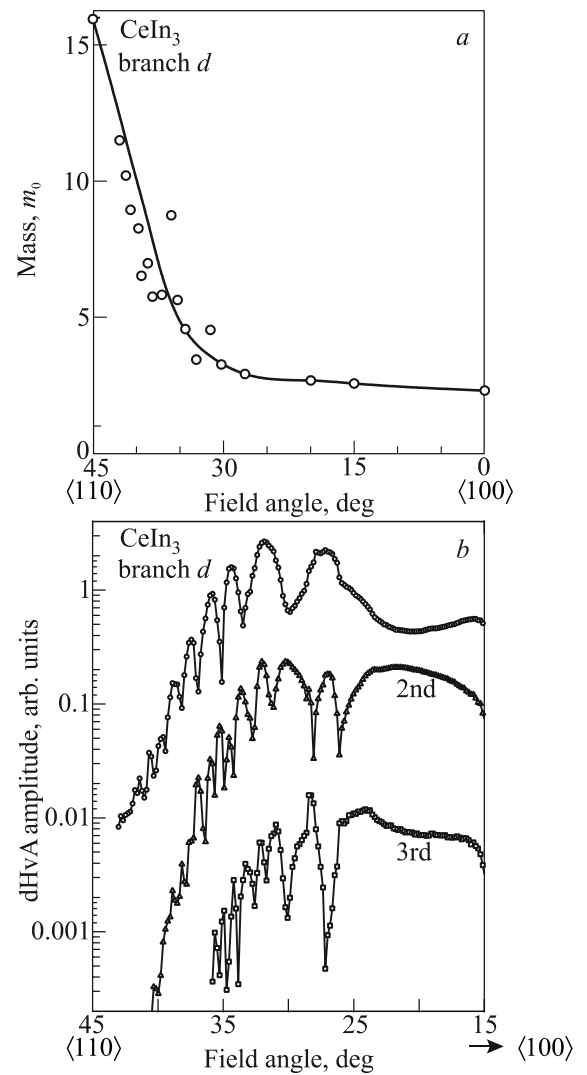 CeIn₃
branch d
a
15
10
5
0
Mass, m₀
45
30
15
0
⟨110⟩
⟨100⟩
Field angle, deg
CeIn₃
branch d
b
1
0.1
0.01
0.001
dHvA amplitude, arb. units
2nd
3rd
45
35
25
15
⟨110⟩
⟨100⟩
Field angle, deg